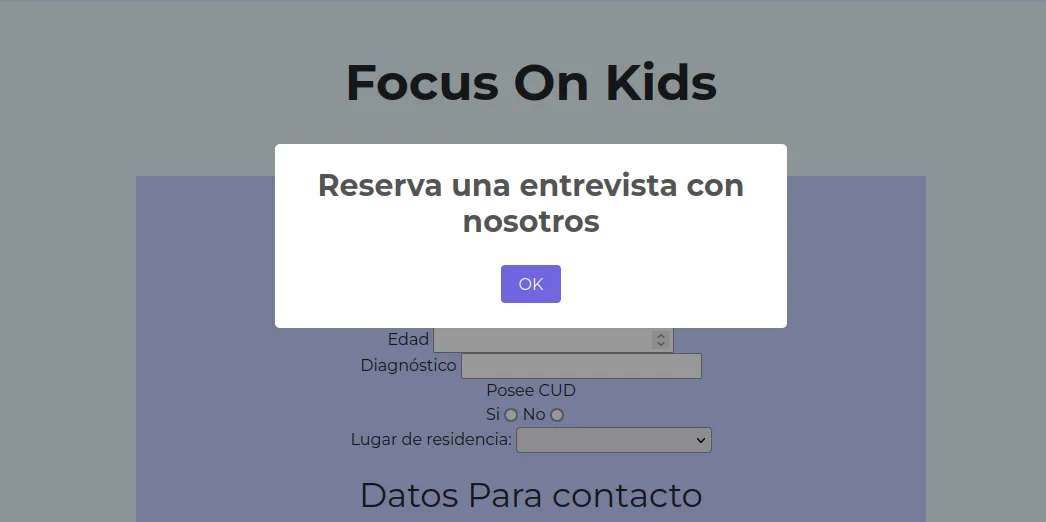 Focus On Kids
Reserva una entrevista con
nosotros
OK
Edad
Diagnóstico
Posee CUD
Si No
Lugar de residencia:
Datos Para contacto